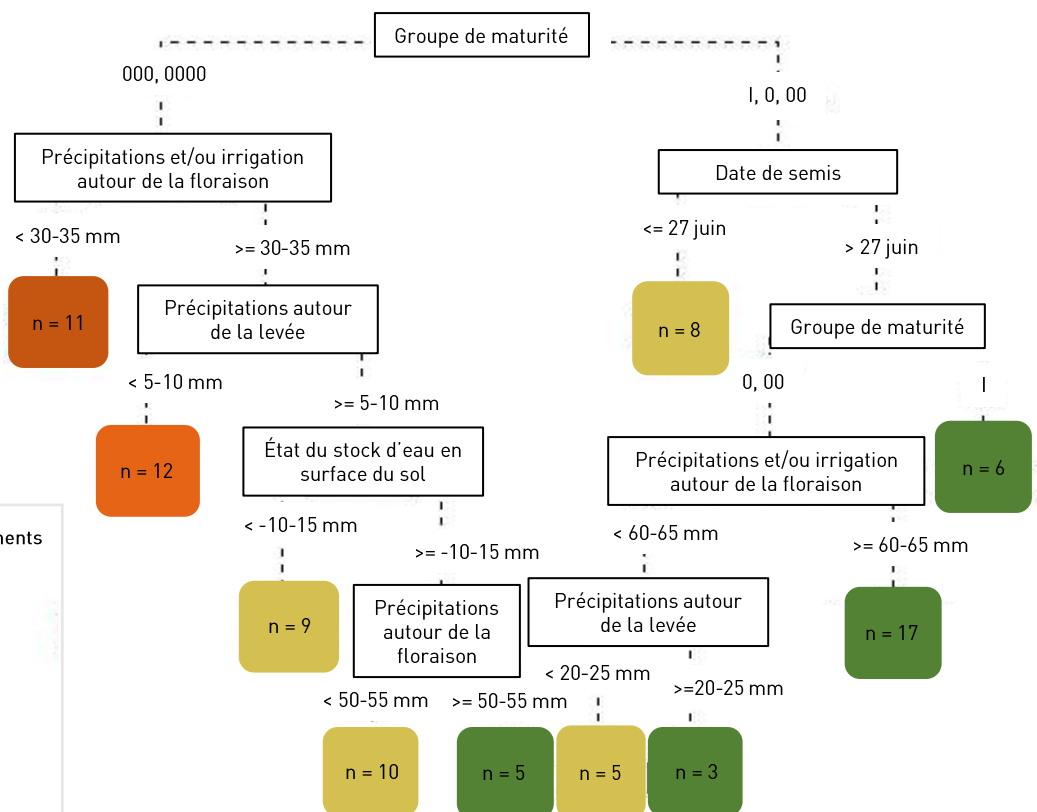 Groupe de maturité
000, 0000
I, 0, 00
Précipitations et/ou irrigation
autour de la floraison
Date de semis
< 30-35 mm
>= 30-35 mm
<= 27 juin
> 27 juin
n = 11
Précipitations autour
de la levée
n = 8
Groupe de maturité
< 5-10 mm
>= 5-10 mm
0, 00
I
n = 12
État du stock d'eau en
surface du sol
Précipitations et/ou irrigation
autour de la floraison
n = 6
< -10-15 mm
>= -10-15 mm
< 60-65 mm
>= 60-65 mm
ments
n = 9
Précipitations
autour de la
floraison
Précipitations autour
de la levée
n = 17
< 50-55 mm
>= 50-55 mm
< 20-25 mm
>=20-25 mm
n = 10
n = 5
n = 5
n = 3